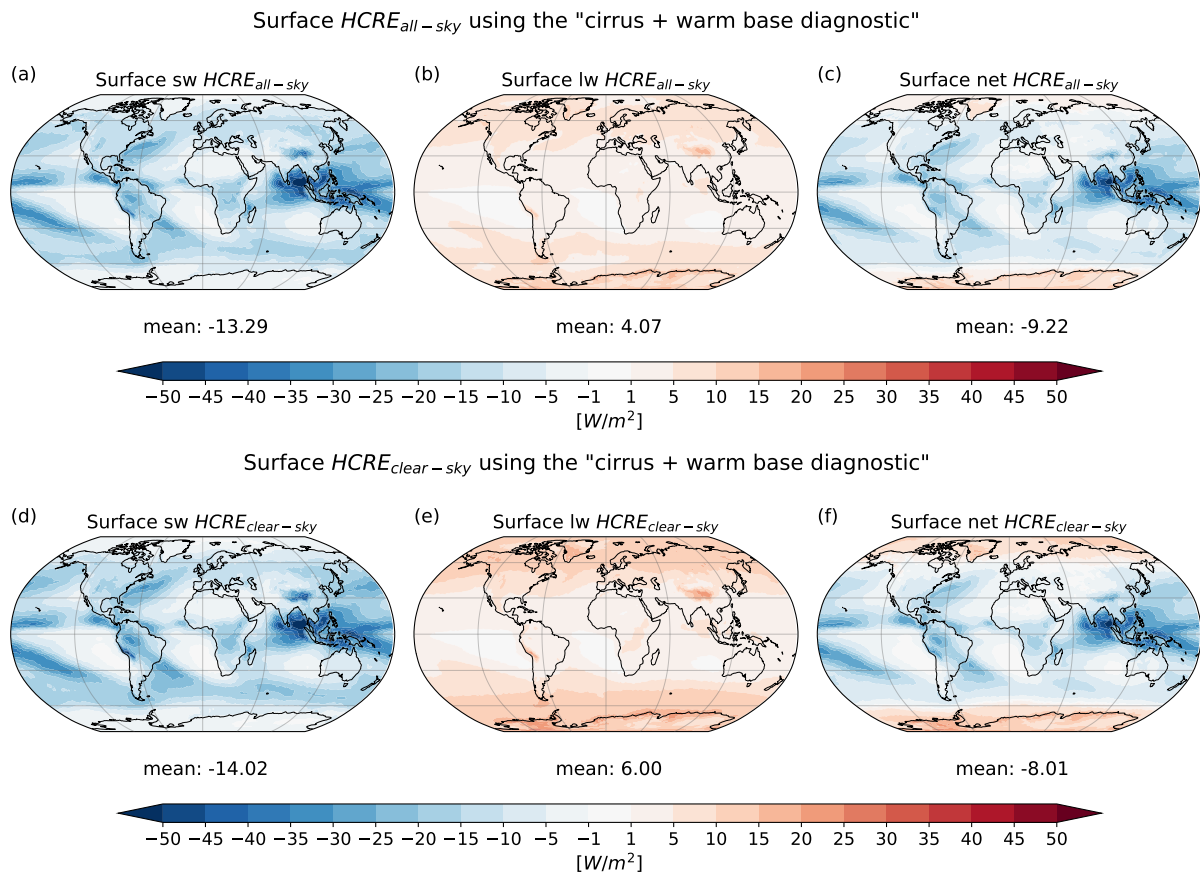 Surface HCRE_all−sky using the "cirrus + warm base diagnostic"
(a) Surface sw HCRE_all−sky
(b) Surface lw HCRE_all−sky
(c) Surface net HCRE_all−sky
mean: -13.29
mean: 4.07
mean: -9.22
−50 −45 −40 −35 −30 −25 −20 −15 −10 −5 −1 1 5 10 15 20 25 30 35 40 45 50
[W/m²]
Surface HCRE_clear−sky using the "cirrus + warm base diagnostic"
(d) Surface sw HCRE_clear−sky
(e) Surface lw HCRE_clear−sky
(f) Surface net HCRE_clear−sky
mean: -14.02
mean: 6.00
mean: -8.01
−50 −45 −40 −35 −30 −25 −20 −15 −10 −5 −1 1 5 10 15 20 25 30 35 40 45 50
[W/m²]